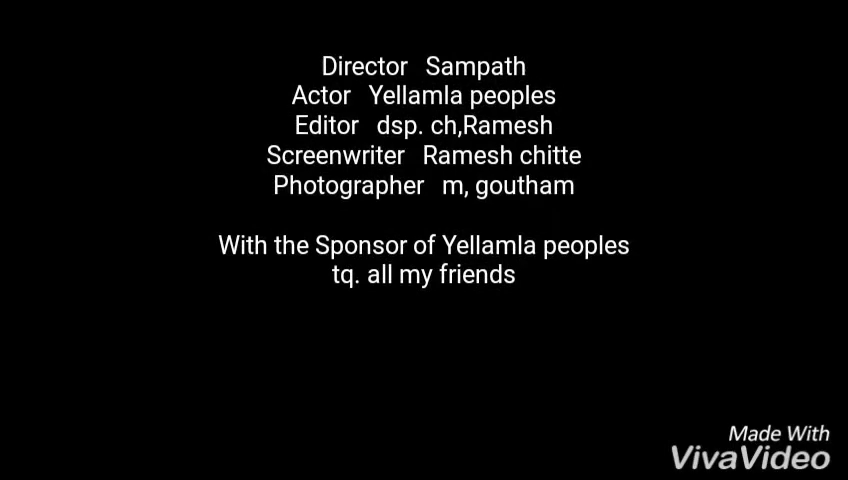 Director Sampath
Actor Yellamla peoples
Editor dsp. ch,Ramesh
Screenwriter Ramesh chitte
Photographer m, goutham
With the Sponsor of Yellamla peoples
tq. all my friends
Made With
VivaVideo